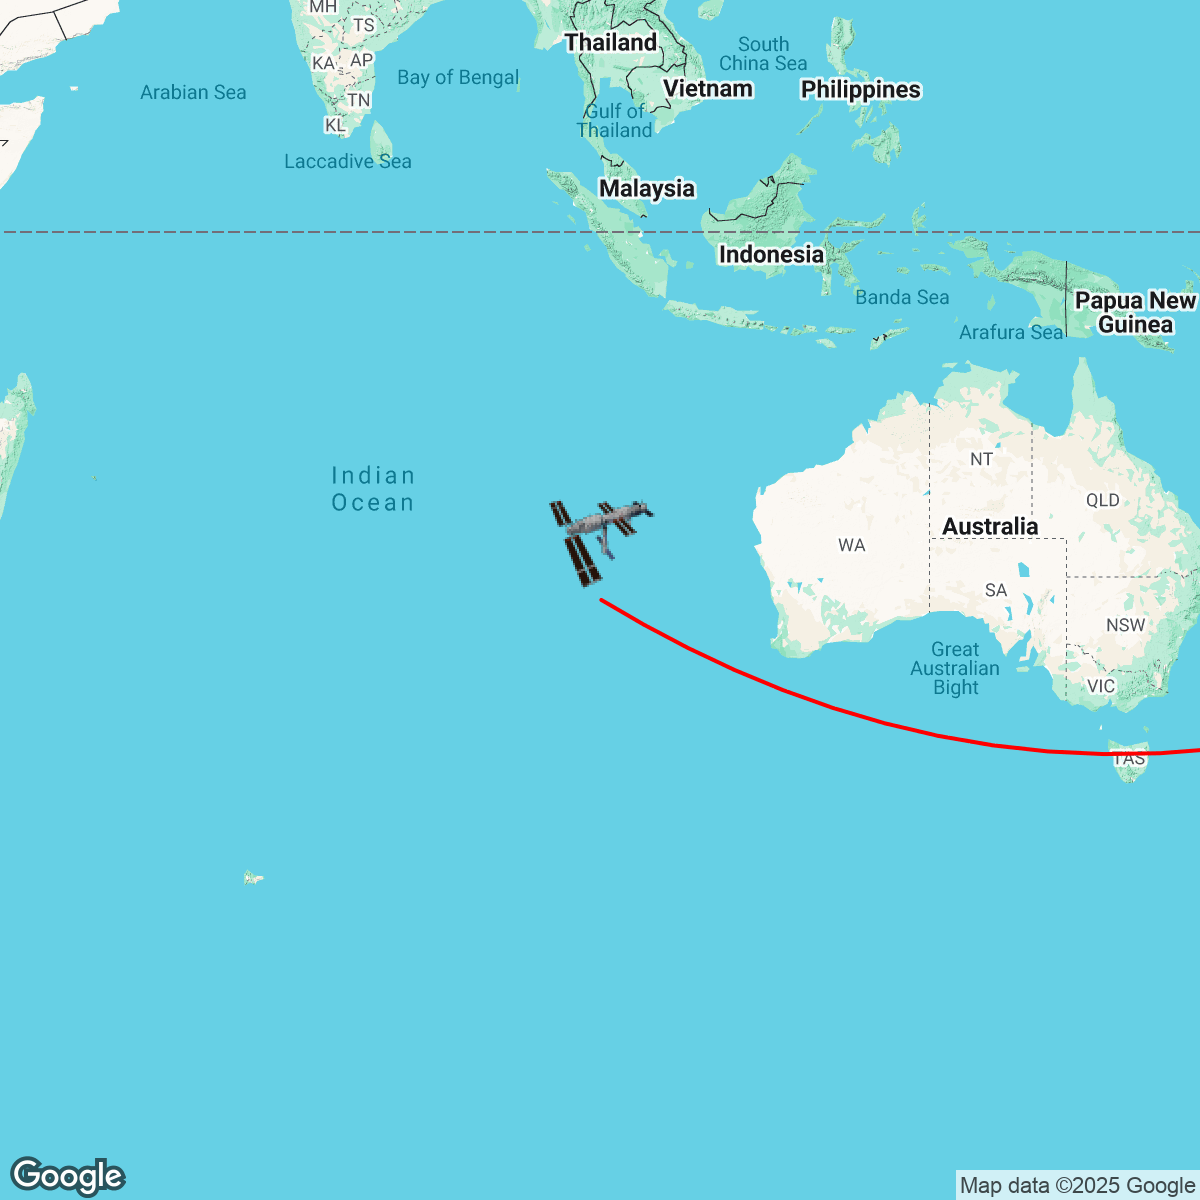 MH
TS
Thailand
South
China Sea
KA
AP
Bay of Bengal
Arabian Sea
Vietnam
Philippines
TN
Gulf of
Thailand
KL
Laccadive Sea
Malaysia
Indonesia
Banda Sea
Papua New
Guinea
Arafura Sea
Indian
Ocean
NT
QLD
Australia
WA
SA
NSW
Great
Australian
Bight
VIC
TAS
Google
Map data ©2025 Google